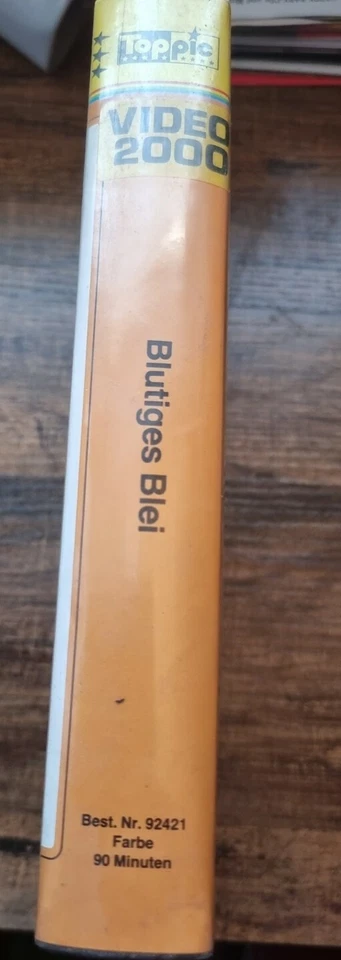 Toppic
VIDEO
2000
Blutiges Blei
Best. Nr. 92421
Farbe
90 Minuten